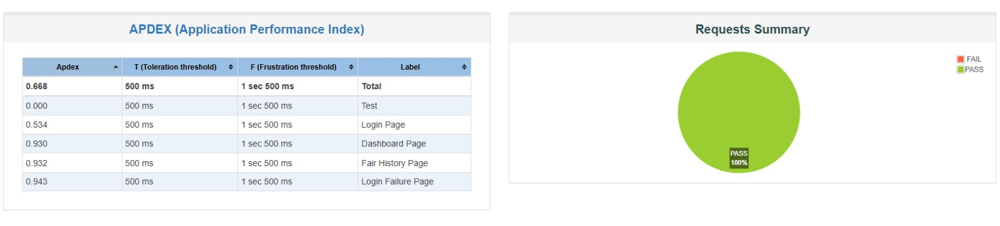 APDEX (Application Performance Index)
Apdex T (Toleration threshold) F (Frustration threshold) Label
0.668 500 ms 1 sec 500 ms Total
0.000 500 ms 1 sec 500 ms Test
0.534 500 ms 1 sec 500 ms Login Page
0.930 500 ms 1 sec 500 ms Dashboard Page
0.932 500 ms 1 sec 500 ms Fair History Page
0.943 500 ms 1 sec 500 ms Login Failure Page
Requests Summary
FAIL
PASS
PASS
100%